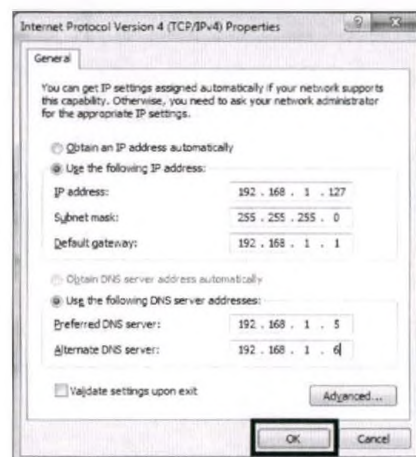 Internet Protocol Version 4 (TCP/IPv4) Properties
General
You can get IP settings assigned automatically if your network supports
this capability. Otherwise, you need to ask your network administrator
for the appropriate IP settings.
Obtain an IP address automatically
Use the following IP address:
IP address: 192 . 168 . 1 . 127
Subnet mask: 255 . 255 . 255 . 0
Default gateway: 192 . 168 . 1 . 1
Obtain DNS server address automatically
Use the following DNS server addresses:
Preferred DNS server: 192 . 168 . 1 . 5
Alternate DNS server: 192 . 168 . 1 . 6
Validate settings upon exit
Advanced...
OK Cancel